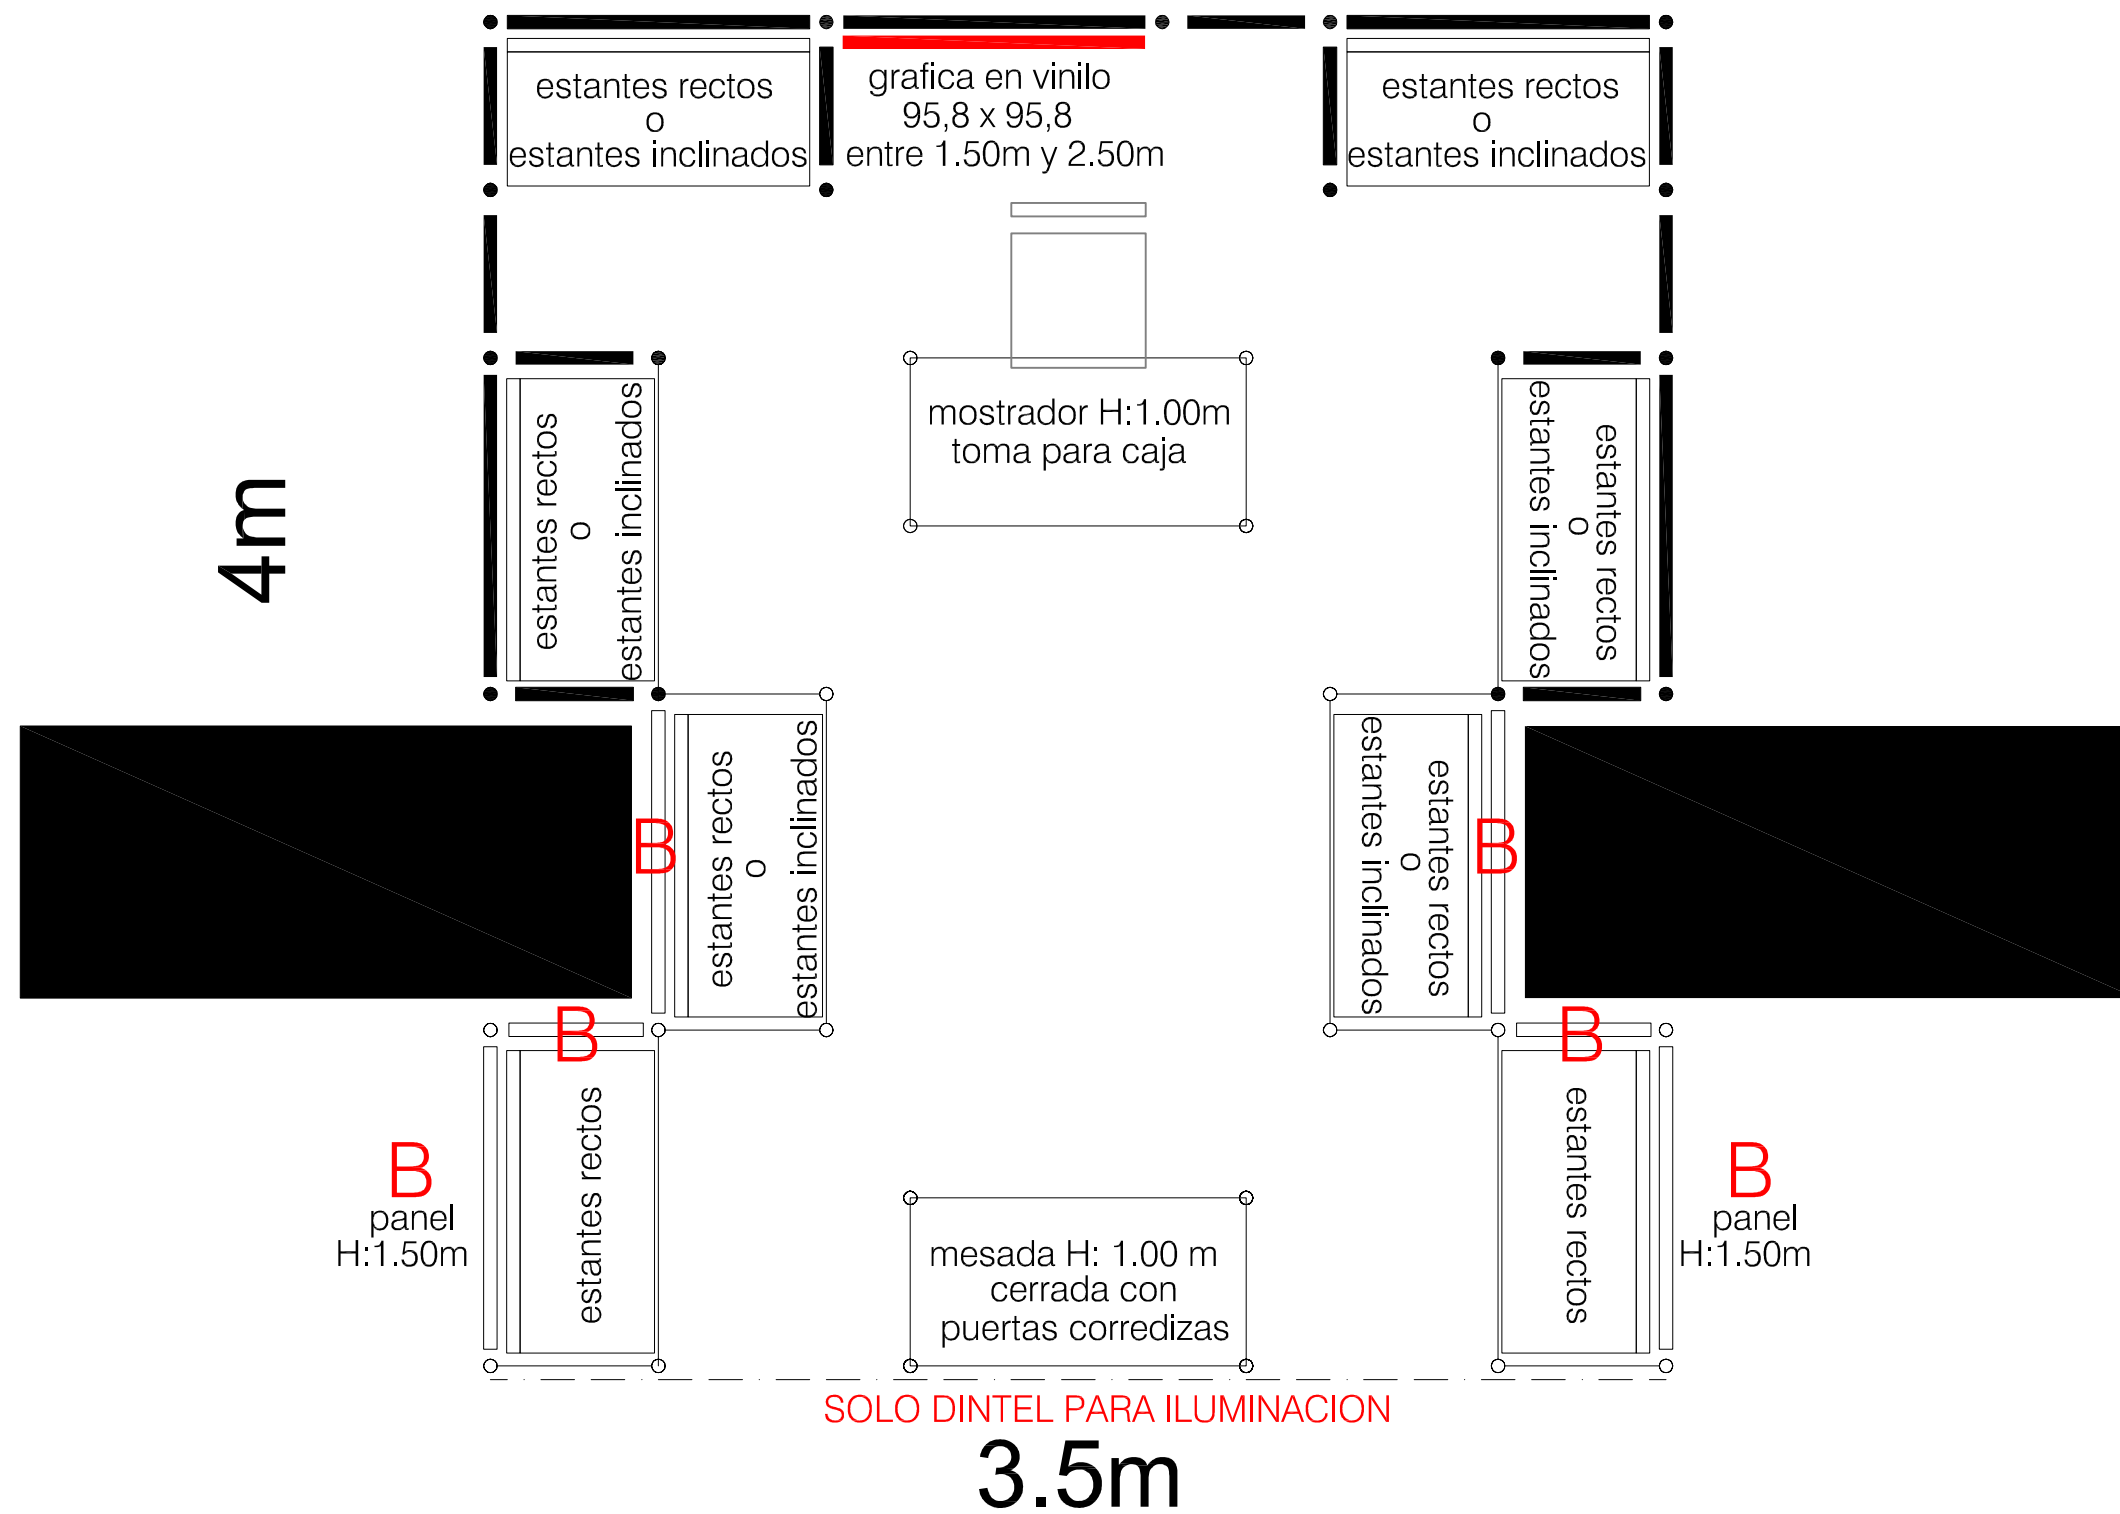 estantes rectos
o
estantes inclinados
grafica en vinilo
95,8 x 95,8
entre 1.50m y 2.50m
estantes rectos
o
estantes inclinados
4m
estantes rectos
o
estantes inclinados
mostrador H:1.00m
toma para caja
estantes rectos
o
estantes inclinados
B
estantes rectos
o
estantes inclinados
estantes rectos
o
estantes inclinados
B
B
estantes rectos
B
panel
H:1.50m
mesada H: 1.00 m
cerrada con
puertas corredizas
B
estantes rectos
B
panel
H:1.50m
SOLO DINTEL PARA ILUMINACION
3.5m